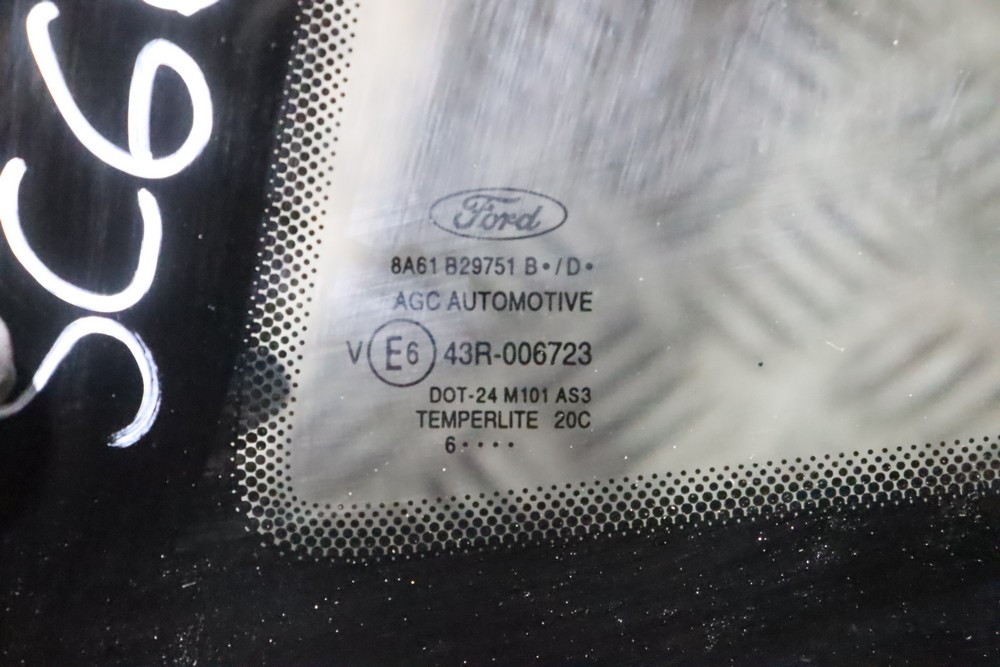 Ford
8A61 B29751 B•/D•
AGC AUTOMOTIVE
V E6 43R-006723
DOT-24 M101 AS3
TEMPERLITE 20C
6••••